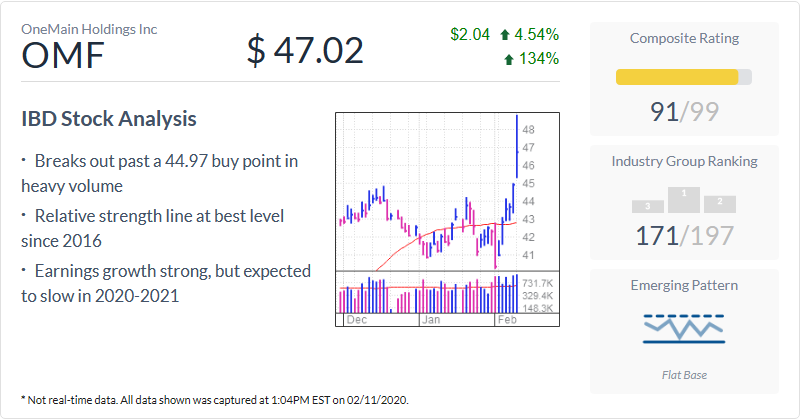 OneMain Holdings Inc
OMF
$ 47.02
$2.04 4.54%
134%
IBD Stock Analysis
· Breaks out past a 44.97 buy point in
heavy volume
· Relative strength line at best level
since 2016
· Earnings growth strong, but expected
to slow in 2020-2021
48
47
46
45
44
43
42
41
731.7K
329.4K
148.3K
Dec
Jan
Feb
Composite Rating
91/99
Industry Group Ranking
3
1
2
171/197
Emerging Pattern
Flat Base
* Not real-time data. All data shown was captured at 1:04PM EST on 02/11/2020.